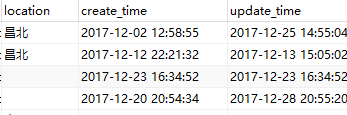 location create_time update_time
昌北 2017-12-02 12:58:55 2017-12-25 14:55:04
昌北 2017-12-12 22:21:32 2017-12-13 15:05:02
2017-12-23 16:34:52 2017-12-23 16:34:52
2017-12-20 20:54:34 2017-12-28 20:55:20